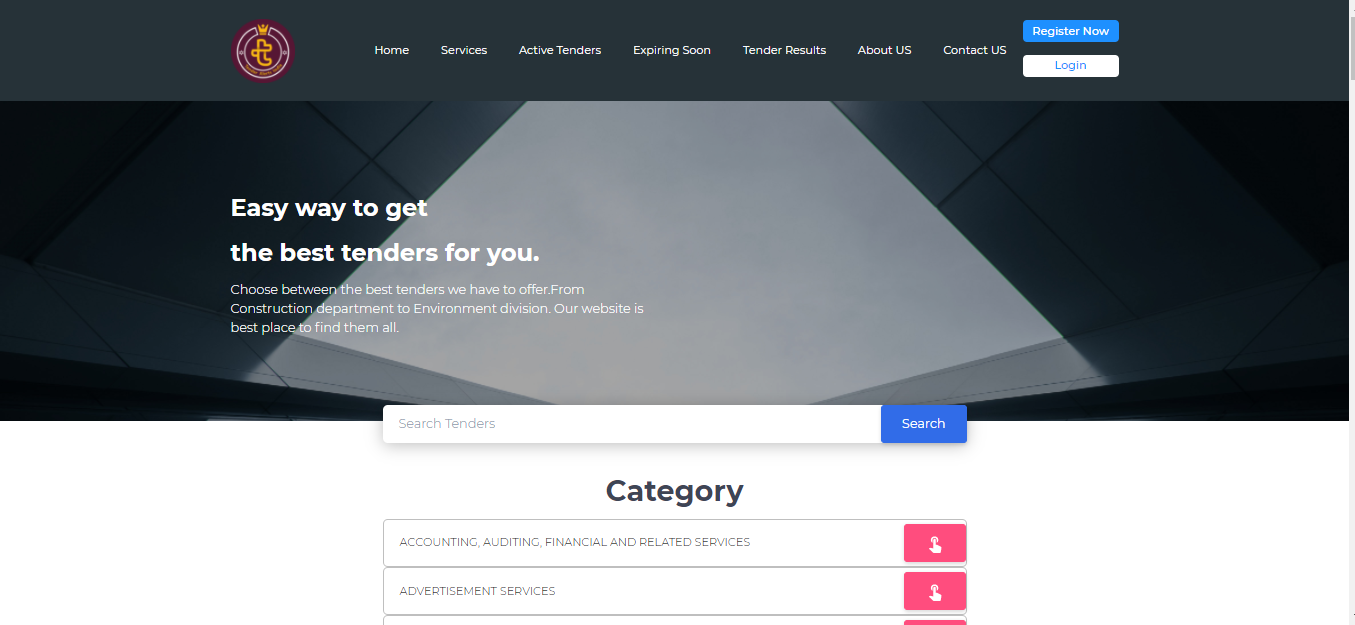 Home
Services
Active Tenders
Expiring Soon
Tender Results
About US
Contact US
Register Now
Login
Easy way to get
the best tenders for you.
Choose between the best tenders we have to offer.From
Construction department to Environment division. Our website is
best place to find them all.
Search Tenders
Search
Category
ACCOUNTING, AUDITING, FINANCIAL AND RELATED SERVICES
ADVERTISEMENT SERVICES